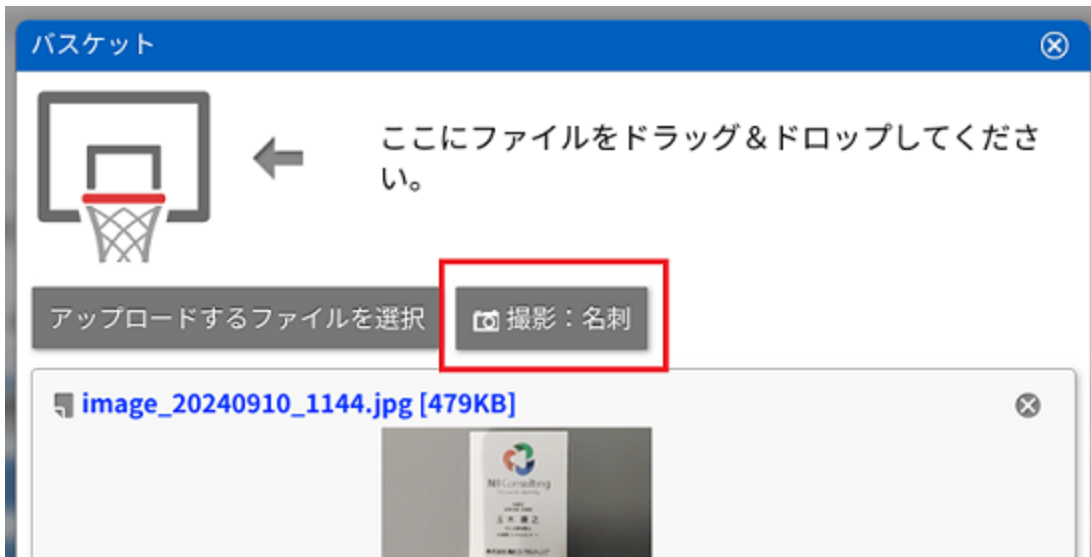 バスケット
ここにファイルをドラッグ＆ドロップしてくださ
い。
アップロードするファイルを選択
撮影：名刺
image_20240910_1144.jpg [479KB]
NI Consulting